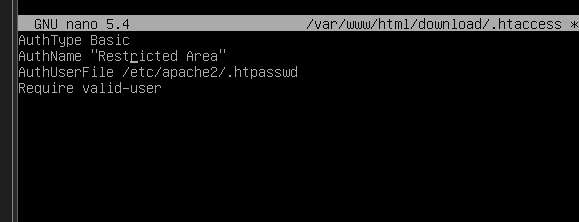 GNU nano 5.4 /var/www/html/download/.htaccess *
AuthType Basic
AuthName "Restricted Area"
AuthUserFile /etc/apache2/.htpasswd
Require valid-user